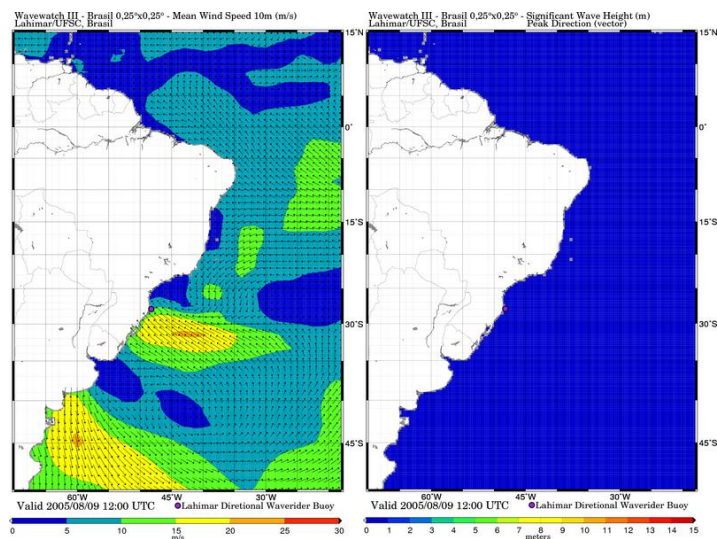 Wavewatch III - Brasil 0,25°x0,25° - Mean Wind Speed 10m (m/s)
Lahimar/UFSC, Brasil
15°N
0°
15°S
30°S
45°S
60°W 45°W 30°W
Valid 2005/08/09 12:00 UTC Lahimar Diretional Waverider Buoy
0 5 10 15 20 25 30
m/s
Wavewatch III - Brasil 0,25°x0,25° - Significant Wave Height (m)
Lahimar/UFSC, Brasil Peak Direction (vector)
15°N
0°
15°S
30°S
45°S
60°W 45°W 30°W
Valid 2005/08/09 12:00 UTC Lahimar Diretional Waverider Buoy
0 1 2 3 4 5 6 7 8 9 10 11 12 13 14 15
meters